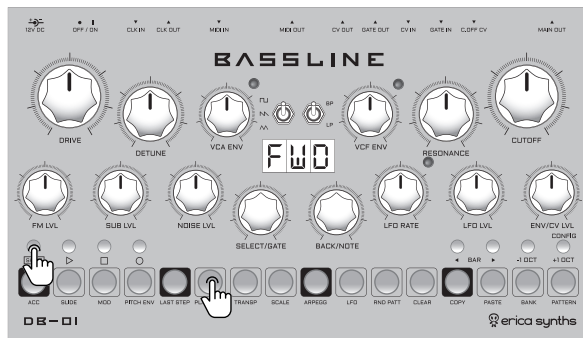 12V DC OFF / ON CLK IN CLK OUT MIDI IN MIDI OUT CV OUT GATE OUT CV IN GATE IN C.OFF CV MAIN OUT
BASSLINE
BP
LP
DRIVE DETUNE VCA ENV VCF ENV RESONANCE CUTOFF
FWD
FM LVL SUB LVL NOISE LVL SELECT/GATE BACK/NOTE LFO RATE LFO LVL ENV/CV LVL
CONFIG
BAR -1 OCT +1 OCT
ACC SLIDE MOD PITCH ENV LAST STEP TRANSP SCALE ARPEGG LFO RND PATT CLEAR COPY PASTE BANK PATTERN
DB-01 erica synths